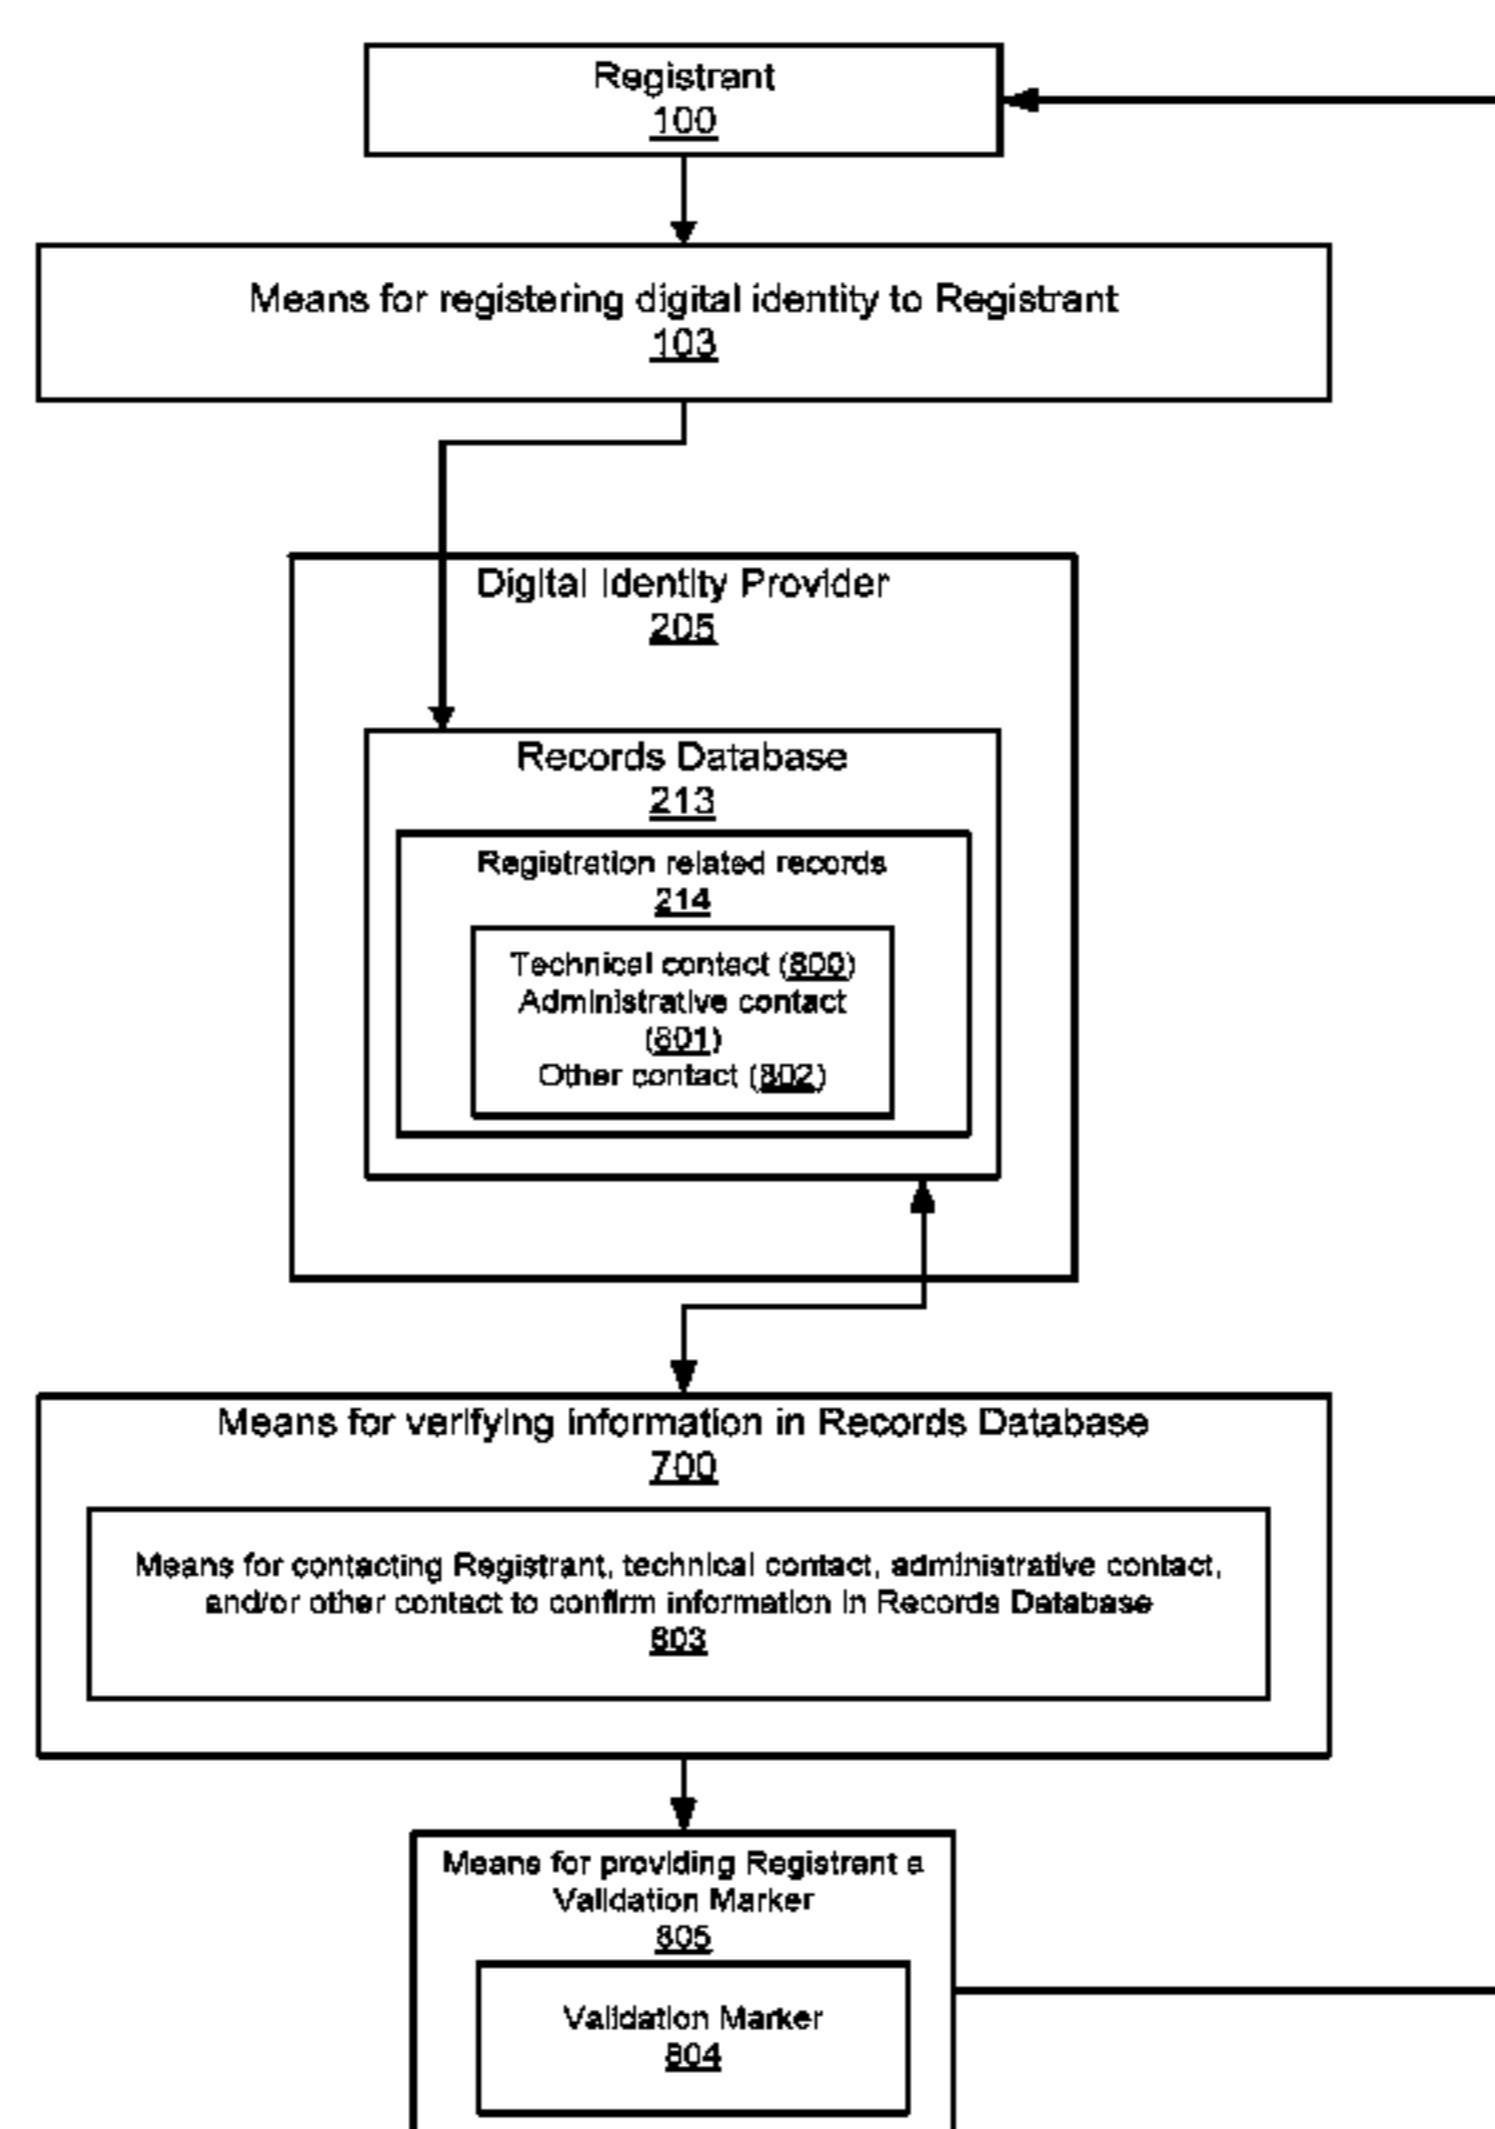 Registrant
100
Means for registering digital identity to Registrant
103
Digital Identity Provider
205
Records Database
213
Registration related records
214
Technical contact (800)
Administrative contact
(801)
Other contact (802)
Means for verifying information in Records Database
700
Means for contacting Registrant, technical contact, administrative contact,
and/or other contact to confirm information in Records Database
803
Means for providing Registrant a
Validation Marker
805
Validation Marker
804